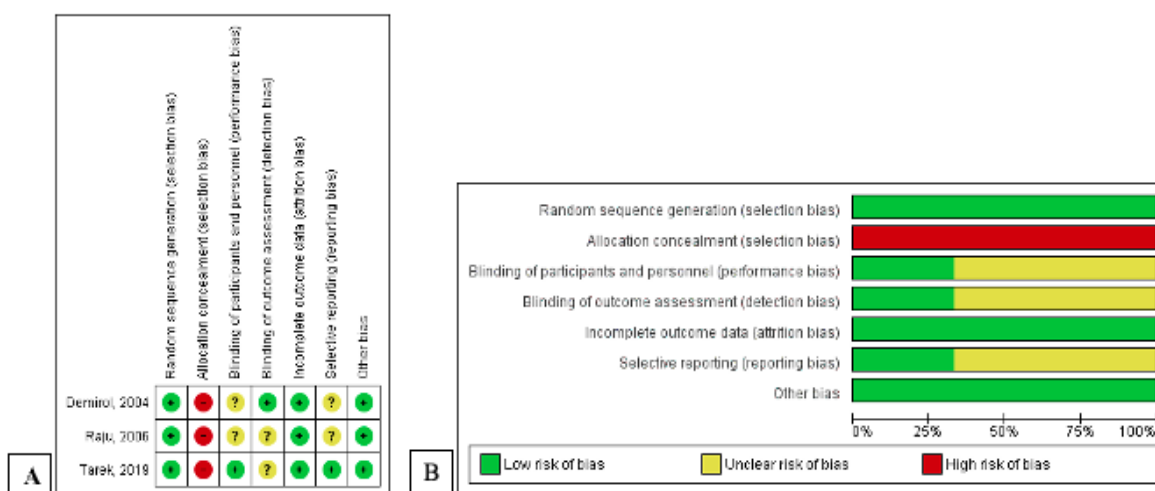 Random sequence generation (selection bias)
Allocation concealment (selection bias)
Blinding of participants and personnel (performance bias)
Blinding of outcome assessment (detection bias)
Incomplete outcome data (attrition bias)
Selective reporting (reporting bias)
Other bias
Demirol, 2004
+ - ? + + ? +
Raju, 2006
+ - ? ? + ? +
Tarek, 2019
+ - + ? + + +
A
Random sequence generation (selection bias)
Allocation concealment (selection bias)
Blinding of participants and personnel (performance bias)
Blinding of outcome assessment (detection bias)
Incomplete outcome data (attrition bias)
Selective reporting (reporting bias)
Other bias
0% 25% 50% 75% 100%
Low risk of bias Unclear risk of bias High risk of bias
B